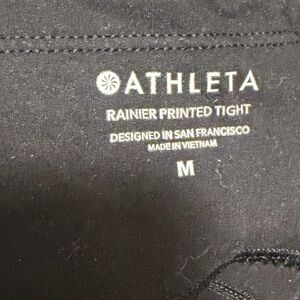 ATHLETA
RAINIER PRINTED TIGHT
DESIGNED IN SAN FRANCISCO
MADE IN VIETNAM
M